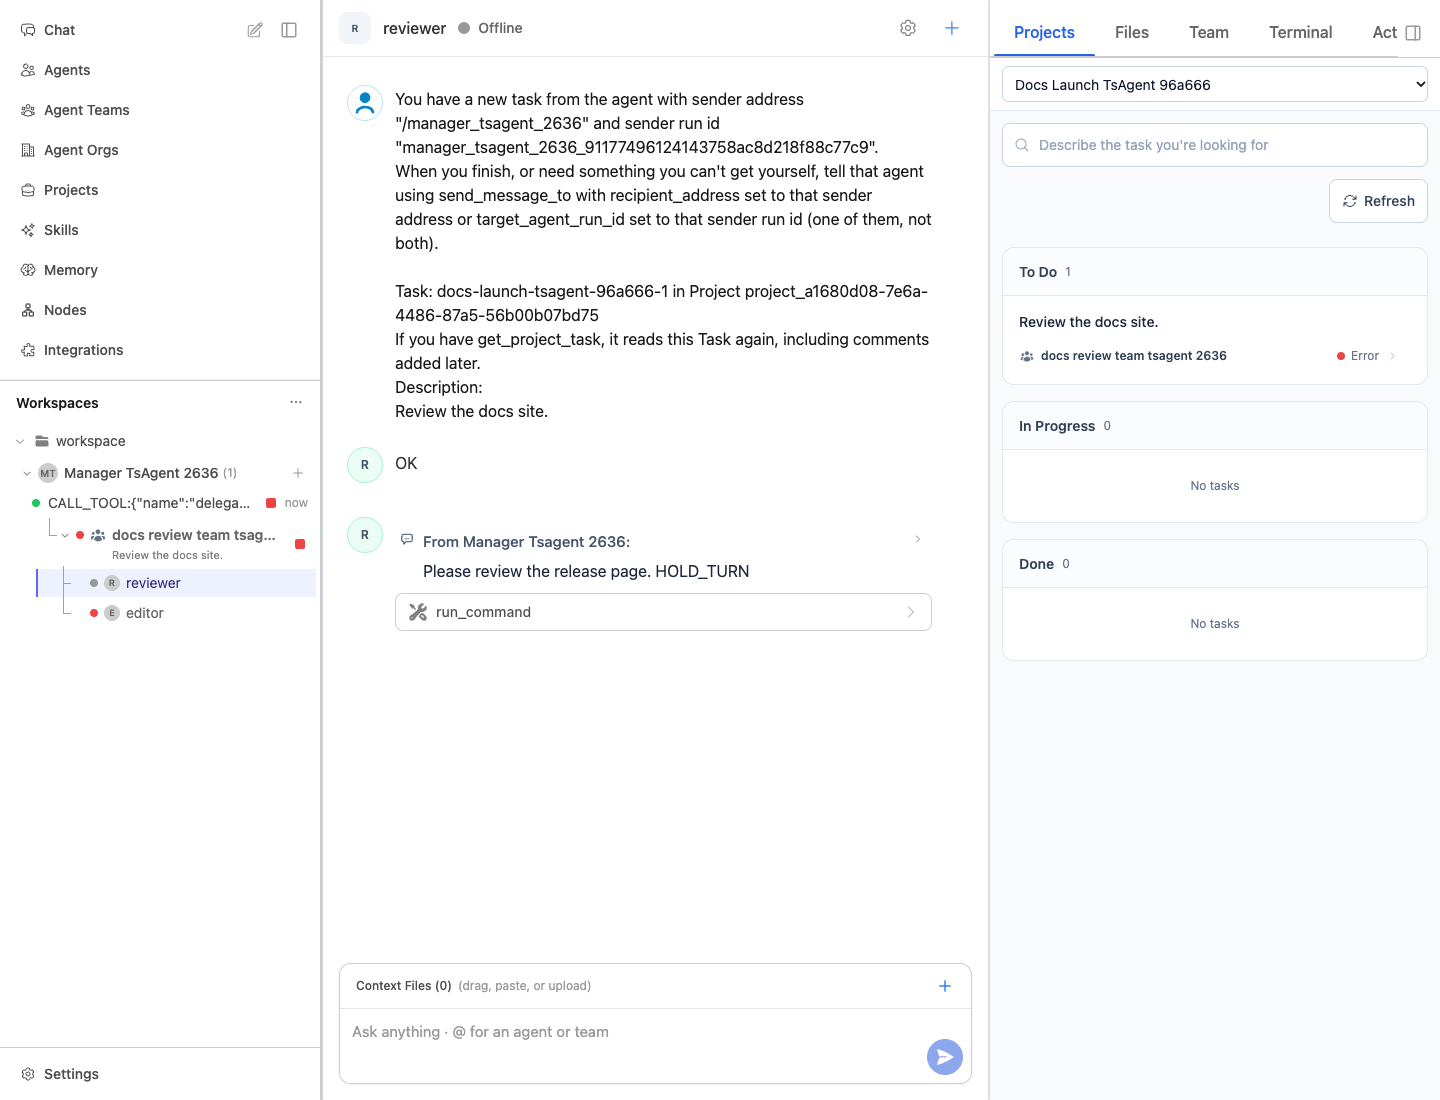 Chat
Agents
Agent Teams
Agent Orgs
Projects
Skills
Memory
Nodes
Integrations
Workspaces
workspace
MT Manager TsAgent 2636 (1)
CALL_TOOL:{"name":"delega... now
docs review team tsag...
Review the docs site.
R reviewer
E editor
Settings
R reviewer Offline
You have a new task from the agent with sender address
"/manager_tsagent_2636" and sender run id
"manager_tsagent_2636_91177496124143758ac8d218f88c77c9".
When you finish, or need something you can't get yourself, tell that agent
using send_message_to with recipient_address set to that sender
address or target_agent_run_id set to that sender run id (one of them, not
both).
Task: docs-launch-tsagent-96a666-1 in Project project_a1680d08-7e6a-
4486-87a5-56b00b07bd75
If you have get_project_task, it reads this Task again, including comments
added later.
Description:
Review the docs site.
R OK
R From Manager Tsagent 2636:
Please review the release page. HOLD_TURN
run_command
Context Files (0) (drag, paste, or upload)
Ask anything · @ for an agent or team
Projects Files Team Terminal Act
Docs Launch TsAgent 96a666
Describe the task you're looking for
Refresh
To Do 1
Review the docs site.
docs review team tsagent 2636 Error
In Progress 0
No tasks
Done 0
No tasks